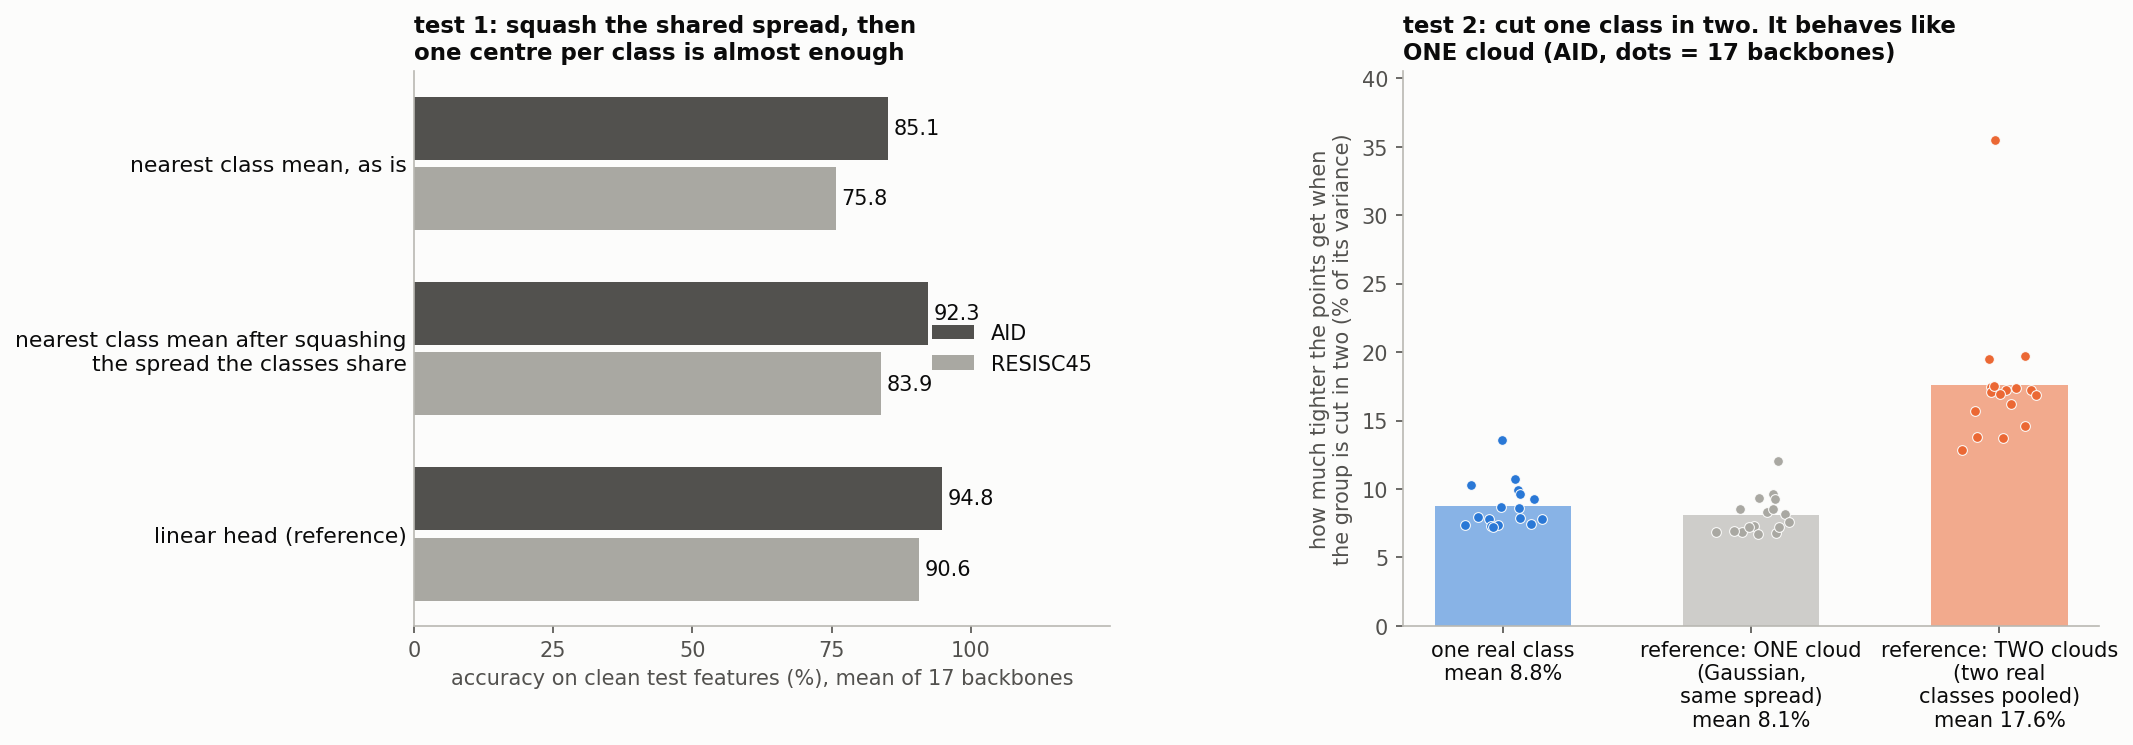 test 1: squash the shared spread, then
one centre per class is almost enough
nearest class mean, as is
85.1
75.8
nearest class mean after squashing
the spread the classes share
92.3
83.9
AID
RESISC45
linear head (reference)
94.8
90.6
0 25 50 75 100
accuracy on clean test features (%), mean of 17 backbones
test 2: cut one class in two. It behaves like
ONE cloud (AID, dots = 17 backbones)
how much tighter the points get when
the group is cut in two (% of its variance)
40
35
30
25
20
15
10
5
0
one real class
mean 8.8%
reference: ONE cloud
(Gaussian,
same spread)
mean 8.1%
reference: TWO clouds
(two real
classes pooled)
mean 17.6%